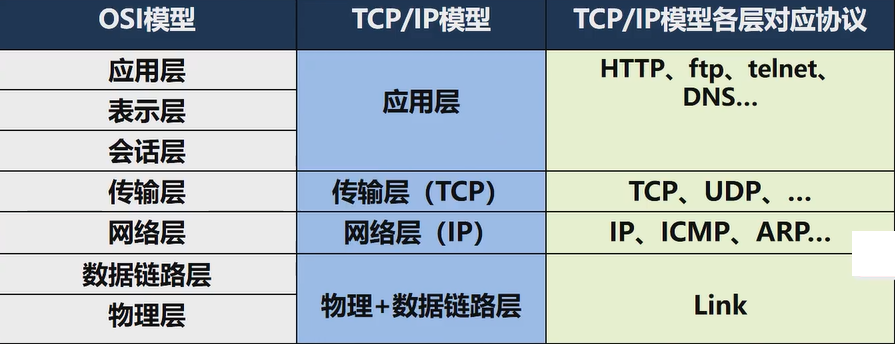 OSI模型
TCP/IP模型
TCP/IP模型各层对应协议
应用层
表示层
会话层
应用层
HTTP、ftp、telnet、
DNS...
传输层
传输层（TCP）
TCP、UDP、...
网络层
网络层（IP）
IP、ICMP、ARP...
数据链路层
物理层
物理+数据链路层
Link